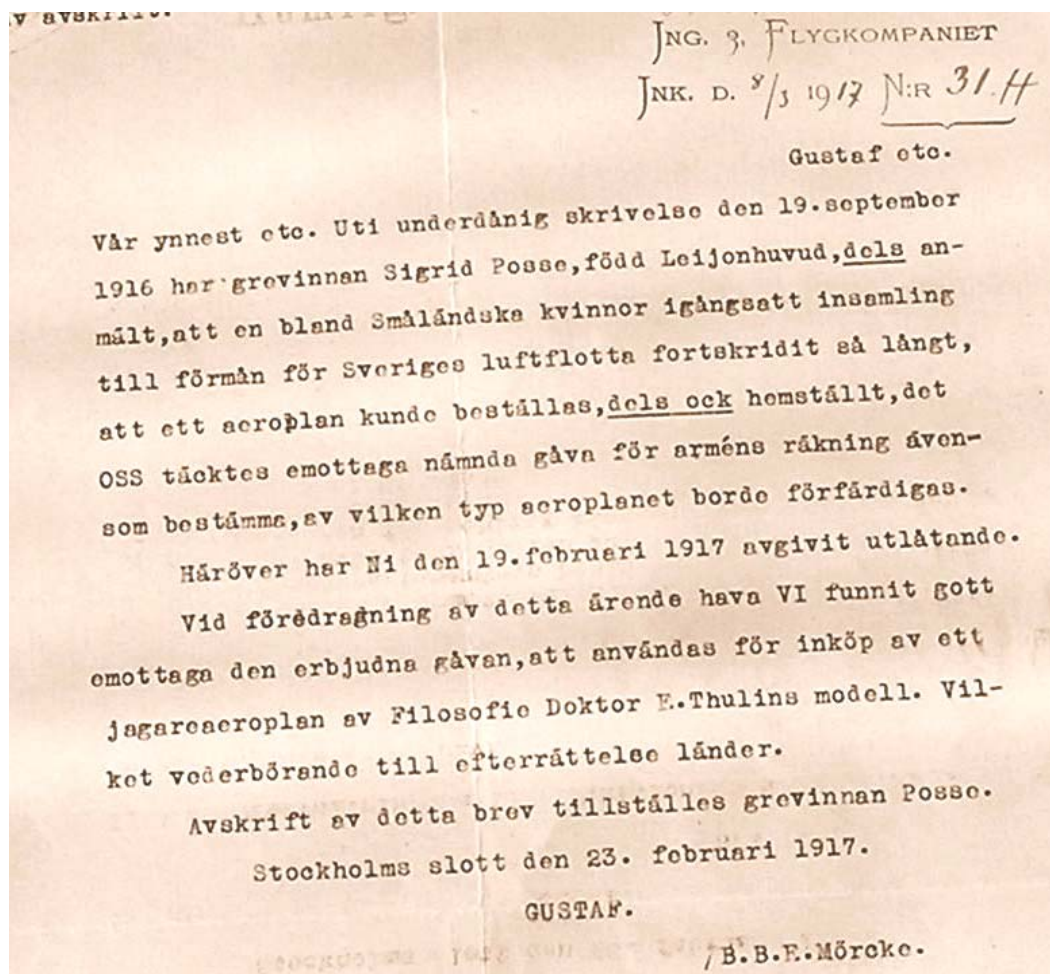 v avskrift.
JNG. 3. FLYGKOMPANIET
JNK. D. 8/3 1917 N:R 31.H
Gustaf etc.
Vår ynnest etc. Uti underdånig skrivelse den 19.september
1916 har grevinnan Sigrid Posse,född Leijonhuvud,dels an-
mält,att en bland Småländska kvinnor igångsatt insamling
till förmån för Sveriges luftflotta fortskridit så långt,
att ett aeroplan kunde beställas,dels ock hemställt,det
OSS täcktes emottaga nämnda gåva för arméns räkning även-
som bestämma,av vilken typ aeroplanet borde förfärdigas.
Häröver har Ni den 19.februari 1917 avgivit utlåtande.
Vid föredragning av detta ärende hava VI funnit gott
emottaga den erbjudna gåvan,att användas för inköp av ett
jagareaeroplan av Filosofie Doktor E.Thulins modell. Vil-
ket vederbörande till efterrättelse länder.
Avskrift av detta brev tillställes grevinnan Posse.
Stockholms slott den 23. februari 1917.
GUSTAF.
/B.B.E.Mörcke.